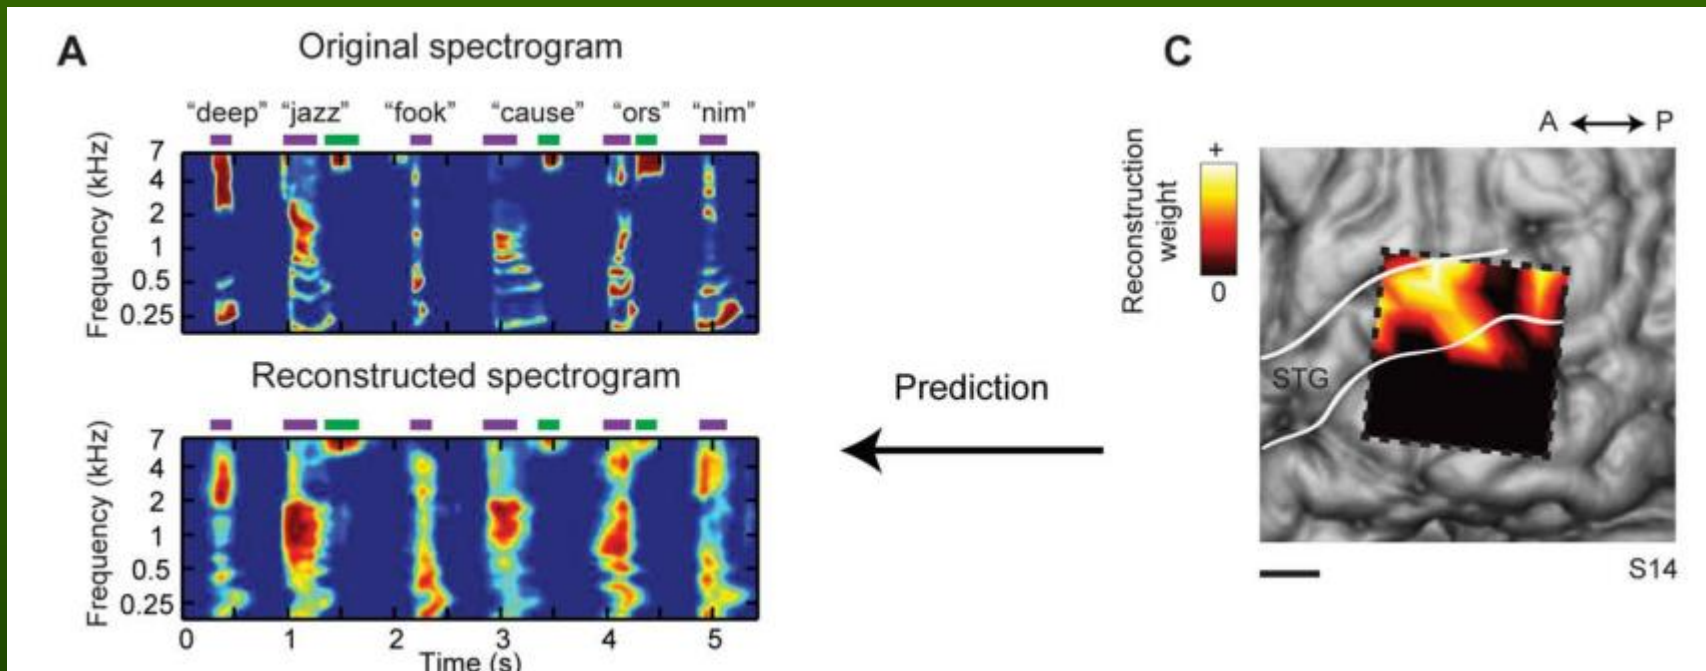 A
Original spectrogram
“deep” “jazz” “fook” “cause” “ors” “nim”
Frequency (kHz)
7
4
2
1
0.5
0.25
Reconstructed spectrogram
Frequency (kHz)
7
4
2
1
0.5
0.25
0 1 2 3 4 5
Time (s)
Prediction
C
A P
Reconstruction
weight
+
0
STG
S14